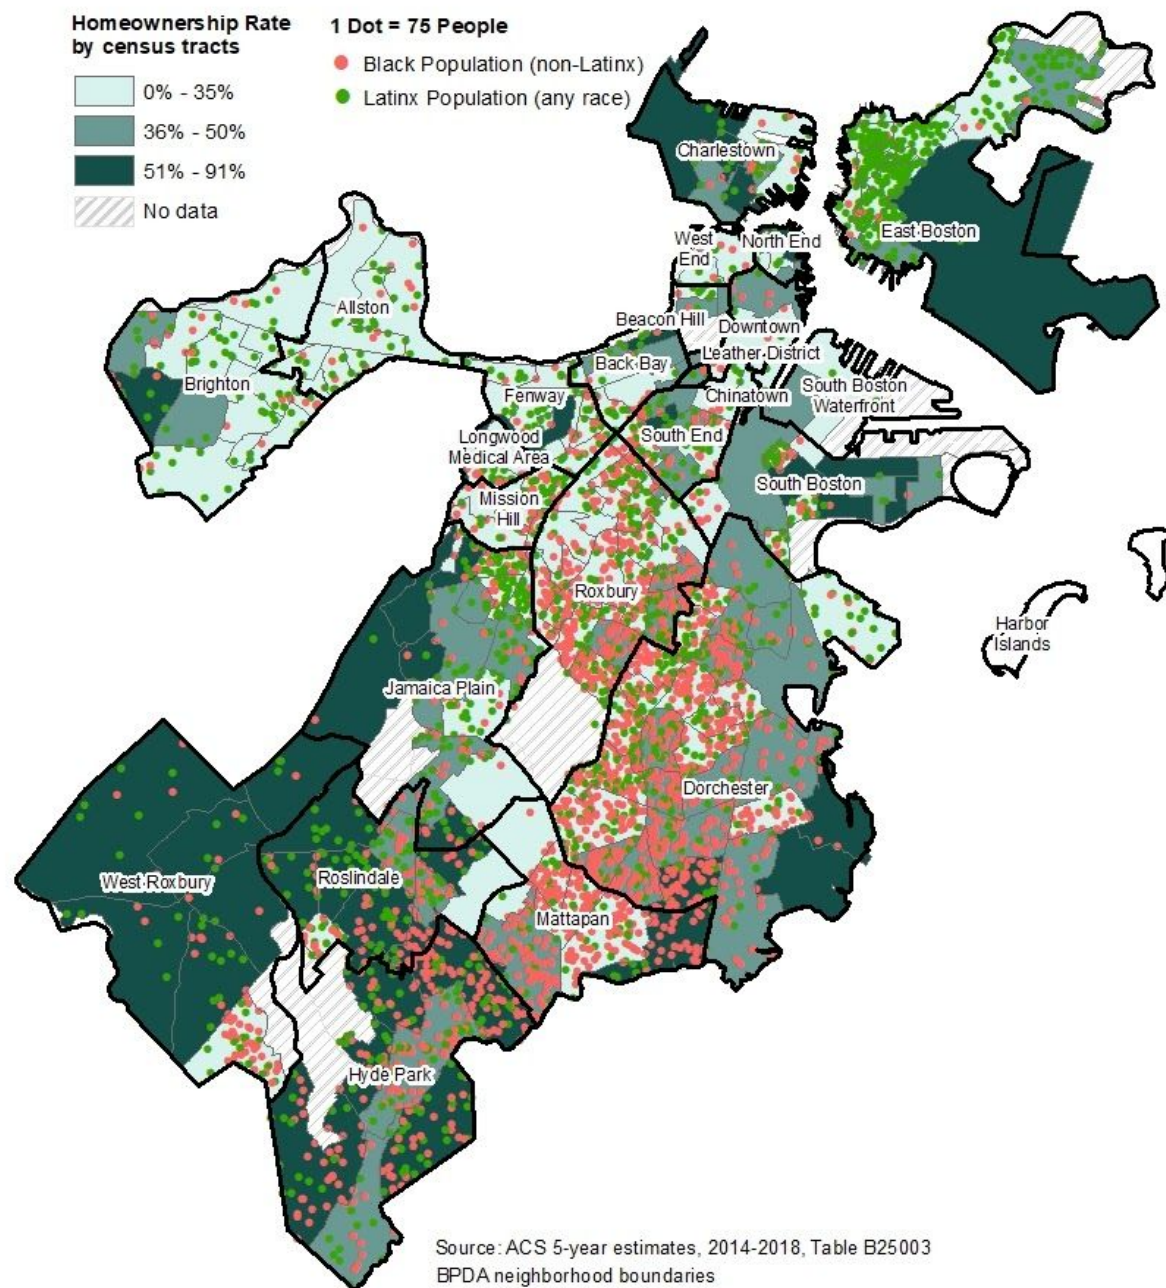 Homeownership Rate
by census tracts
0% - 35%
36% - 50%
51% - 91%
No data
1 Dot = 75 People
Black Population (non-Latinx)
Latinx Population (any race)
Charlestown
East Boston
West
End
North End
Allston
Beacon Hill
Downtown
Leather District
Back Bay
Brighton
Fenway
Chinatown
South Boston
Waterfront
Longwood
Medical Area
South End
South Boston
Mission
Hill
Roxbury
Harbor
Islands
Jamaica Plain
Dorchester
West Roxbury
Roslindale
Mattapan
Hyde Park
Source: ACS 5-year estimates, 2014-2018, Table B25003
BPDA neighborhood boundaries